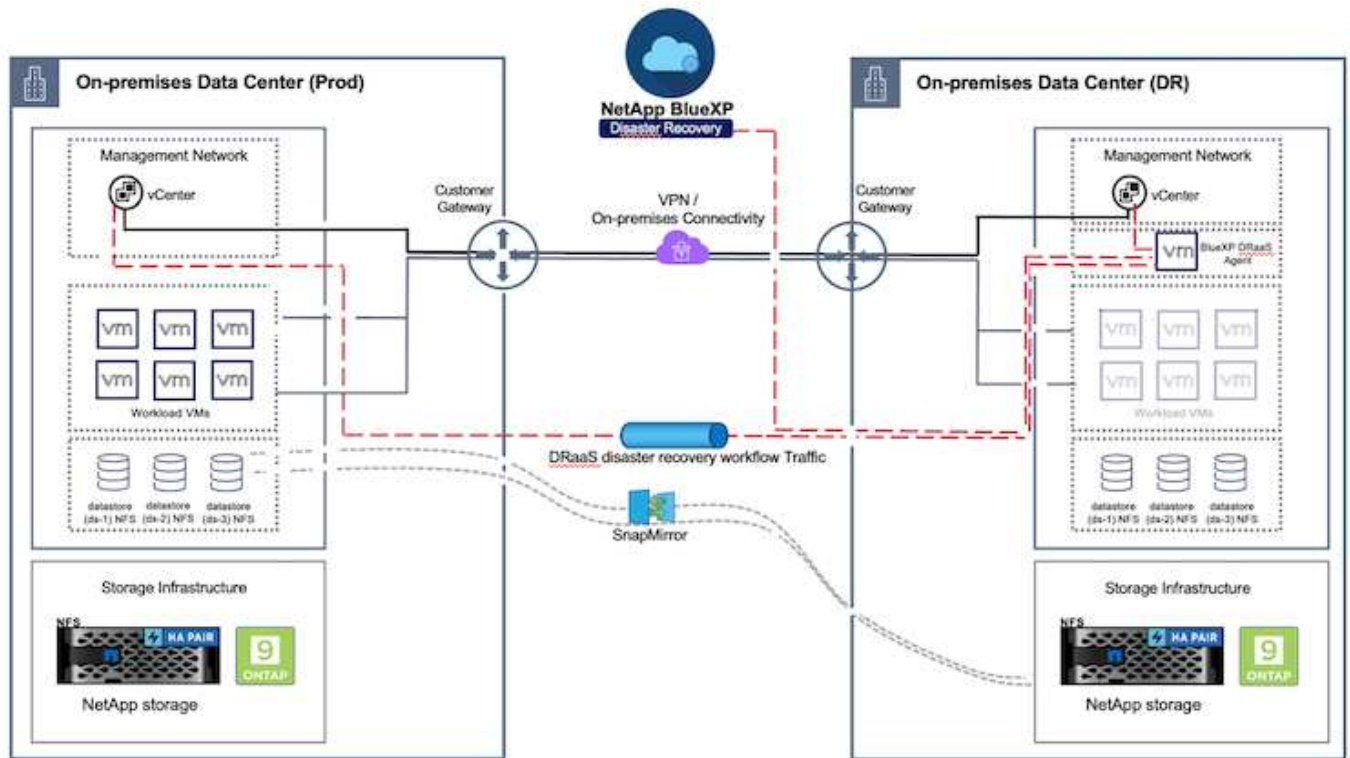 NetApp BlueXP
Disaster Recovery
On-premises Data Center (Prod)
Management Network
vCenter
Customer
Gateway
vm
vm
vm
vm
vm
vm
Workload VMs
datastore
(ds-1) NFS
datastore
(ds-2) NFS
datastore
(ds-3) NFS
Storage Infrastructure
NFS
HA PAIR
9
ONTAP
NetApp storage
VPN /
On-premises Connectivity
DRaaS disaster recovery workflow Traffic
SnapMirror
On-premises Data Center (DR)
Customer
Gateway
Management Network
vCenter
vm
BlueXP DRaaS
Agent
vm
vm
vm
vm
vm
vm
Workload VMs
datastore
(ds-1) NFS
datastore
(ds-2) NFS
datastore
(ds-3) NFS
Storage Infrastructure
NFS
HA PAIR
9
ONTAP
NetApp storage